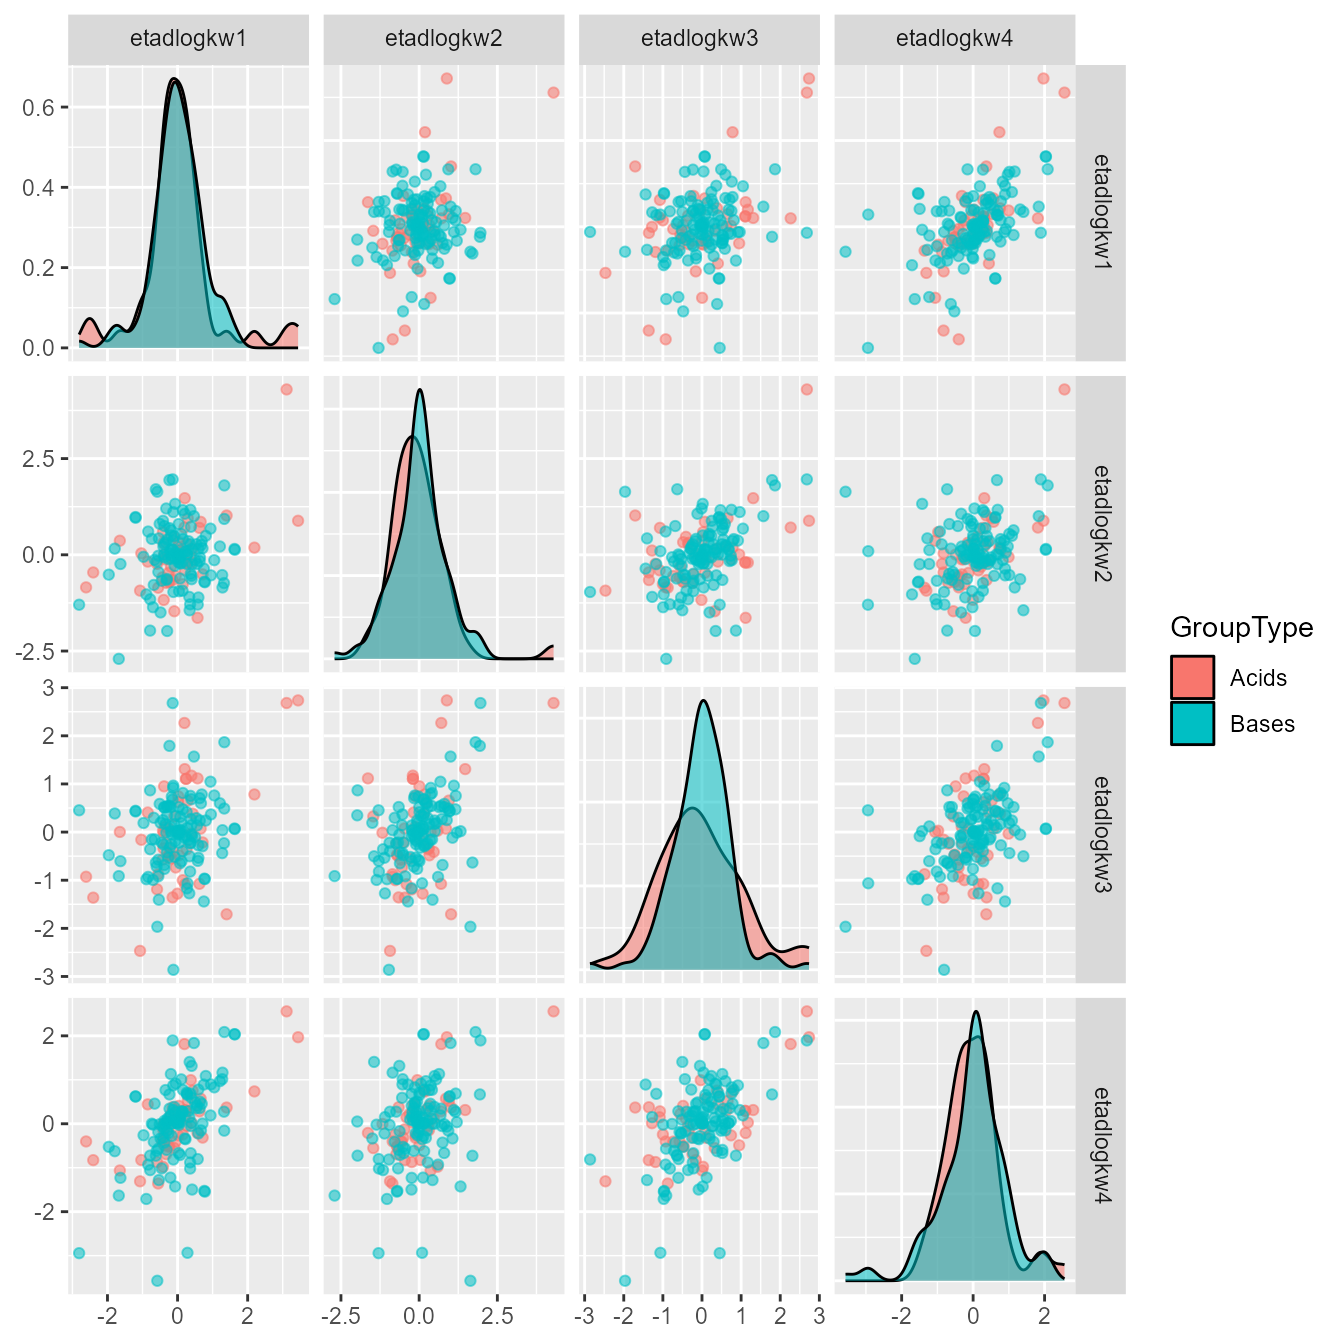 etadlogkw1 etadlogkw2 etadlogkw3 etadlogkw4
0.6
0.4
0.2
0.0
etadlogkw1
2.5
0.0
-2.5
etadlogkw2
3
2
1
0
-1
-2
-3
etadlogkw3
2
0
-2
etadlogkw4
-2 0 2 -2.5 0.0 2.5 -3 -2 -1 0 1 2 3 -2 0 2
GroupType
Acids
Bases